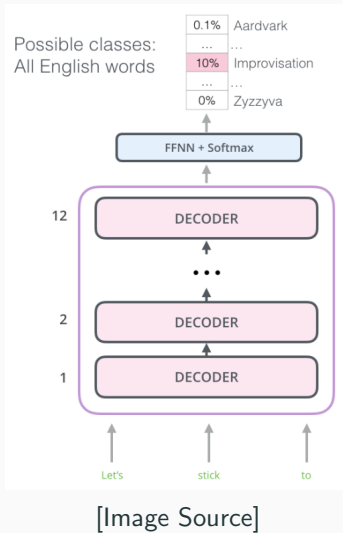 Possible classes:
All English words
0.1% Aardvark
... ...
10% Improvisation
... ...
0% Zyzzyva
FFNN + Softmax
12 DECODER
...
2 DECODER
1 DECODER
Let's stick to
[Image Source]